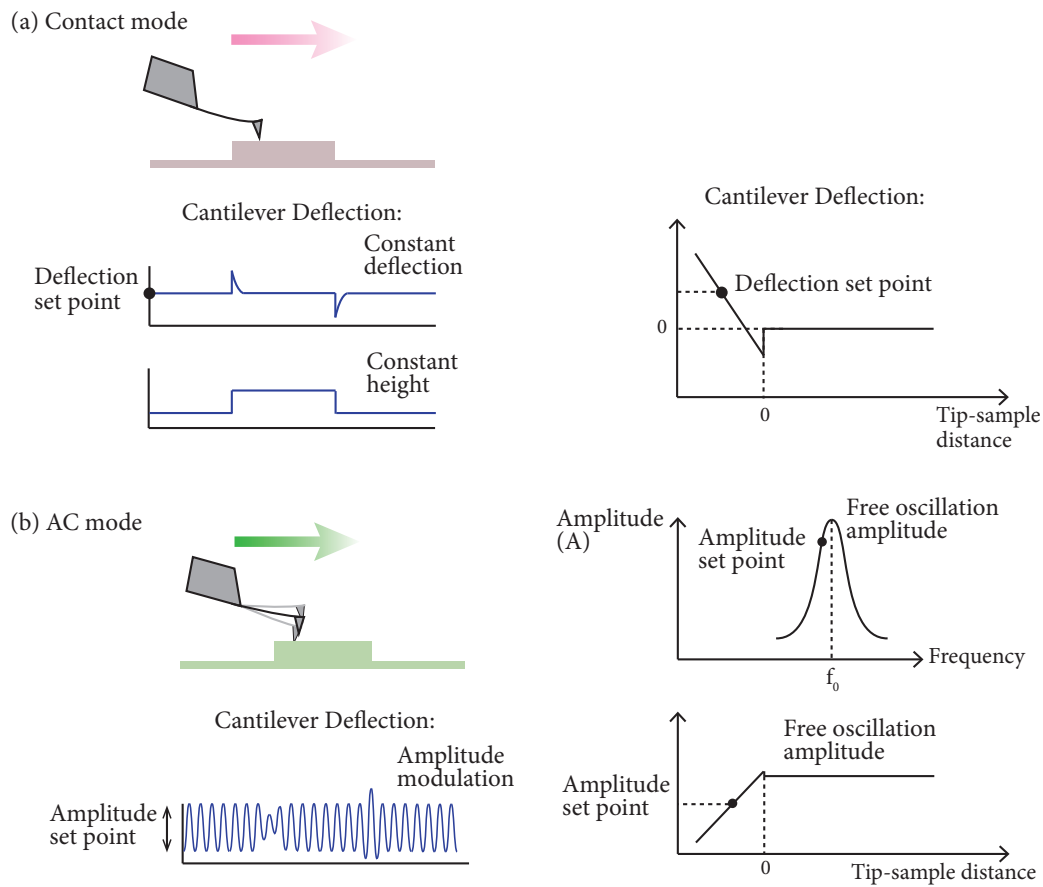 (a) Contact mode
Cantilever Deflection:
Constant
deflection
Deflection
set point
Constant
height
Cantilever Deflection:
Deflection set point
0
0
Tip-sample
distance
(b) AC mode
Cantilever Deflection:
Amplitude
modulation
Amplitude
set point
Amplitude
(A)
Free oscillation
amplitude
Amplitude
set point
Frequency
f₀
Free oscillation
amplitude
Amplitude
set point
0
Tip-sample distance